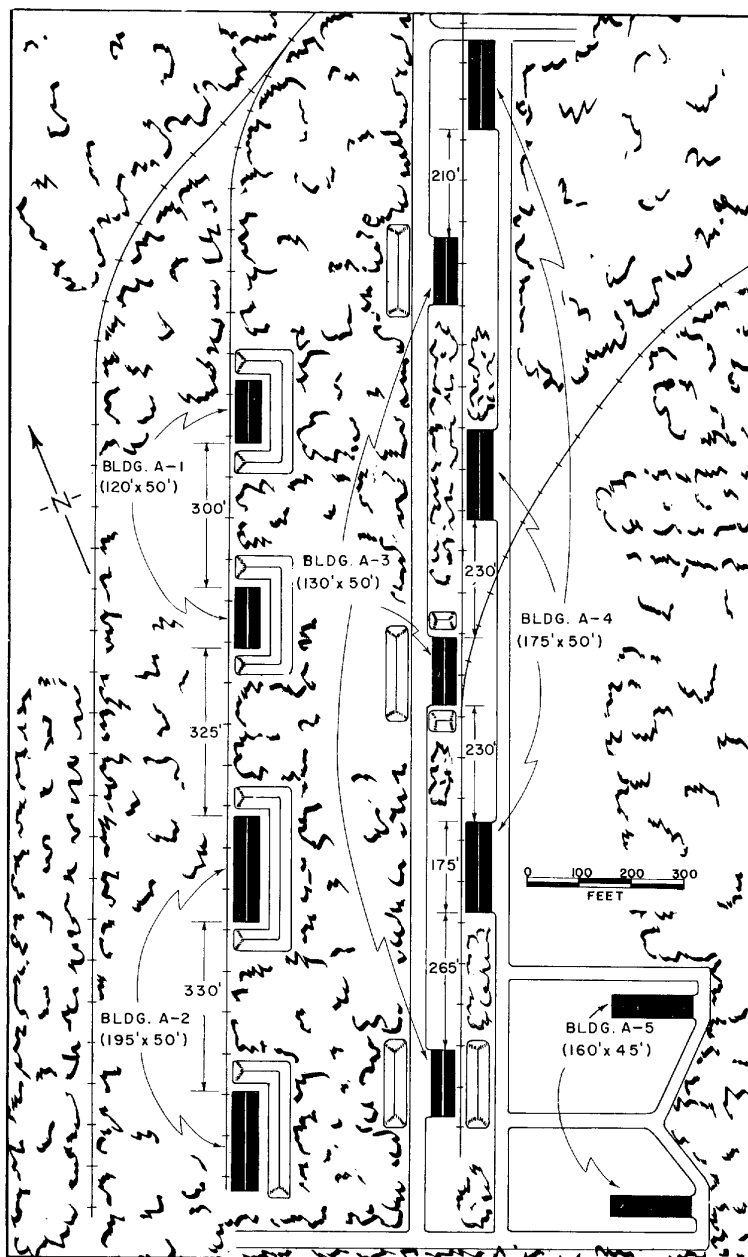 210'
BLDG. A-1
(120'x 50')
N
300'
BLDG. A-3
(130'x 50')
230'
BLDG. A-4
(175'x 50')
325'
230'
175'
0 100 200 300
FEET
265'
330'
BLDG. A-2
(195'x 50')
BLDG. A-5
(160'x 45')